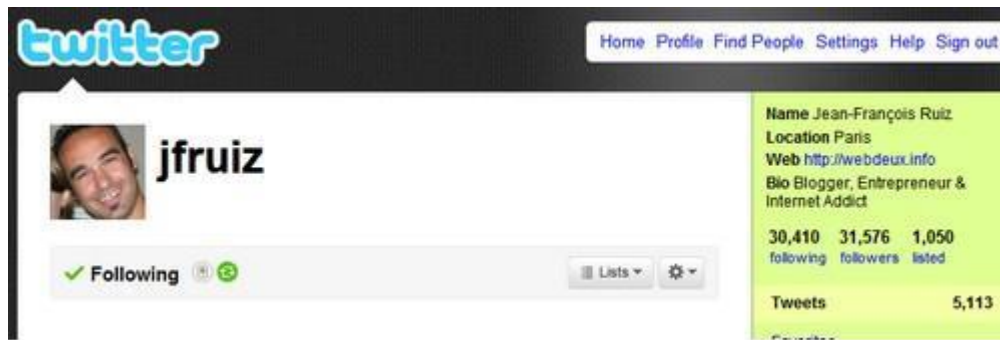 twitter
Home Profile Find People Settings Help Sign out
jfruiz
Following
Lists
Name Jean-François Ruiz
Location Paris
Web http://webdeux.info
Bio Blogger, Entrepreneur &
Internet Addict
30,410 31,576 1,050
following followers listed
Tweets 5,113